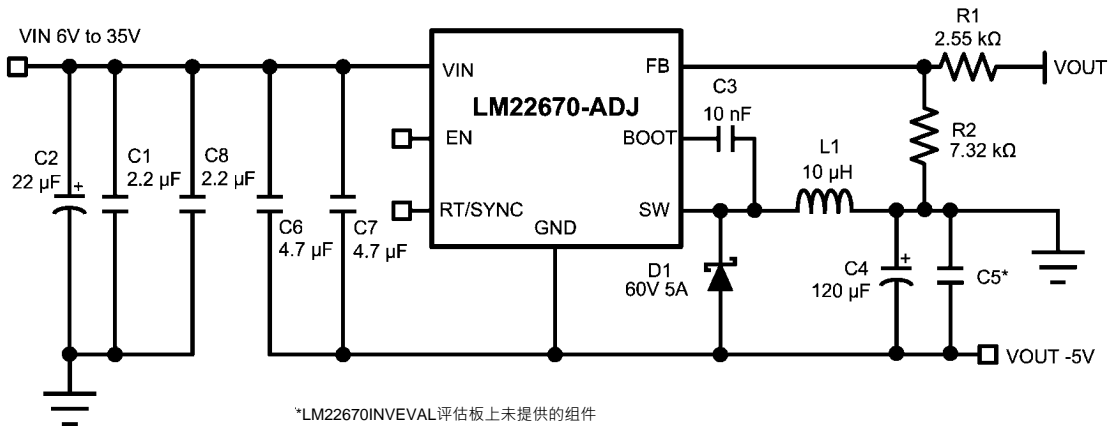 VIN 6V to 35V
C2
22 µF
+
C1
2.2 µF
C8
2.2 µF
C6
4.7 µF
C7
4.7 µF
VIN
EN
RT/SYNC
GND
LM22670-ADJ
FB
BOOT
SW
C3
10 nF
R1
2.55 kΩ
VOUT
R2
7.32 kΩ
L1
10 µH
D1
60V 5A
C4
120 µF
+
C5*
VOUT -5V
*LM22670INVEVAL评估板上未提供的组件